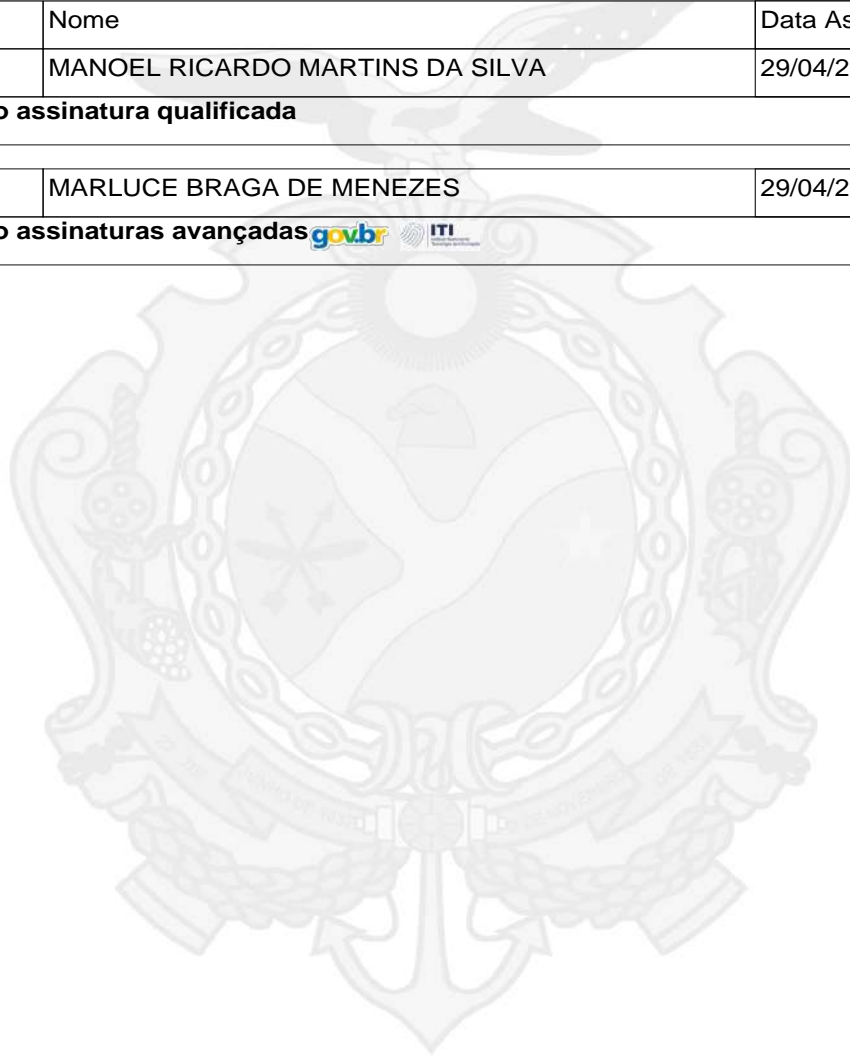 Nome Data As
MANOEL RICARDO MARTINS DA SILVA 29/04/2
o assinatura qualificada
MARLUCE BRAGA DE MENEZES 29/04/2
o assinaturas avançadas gov.br ITI